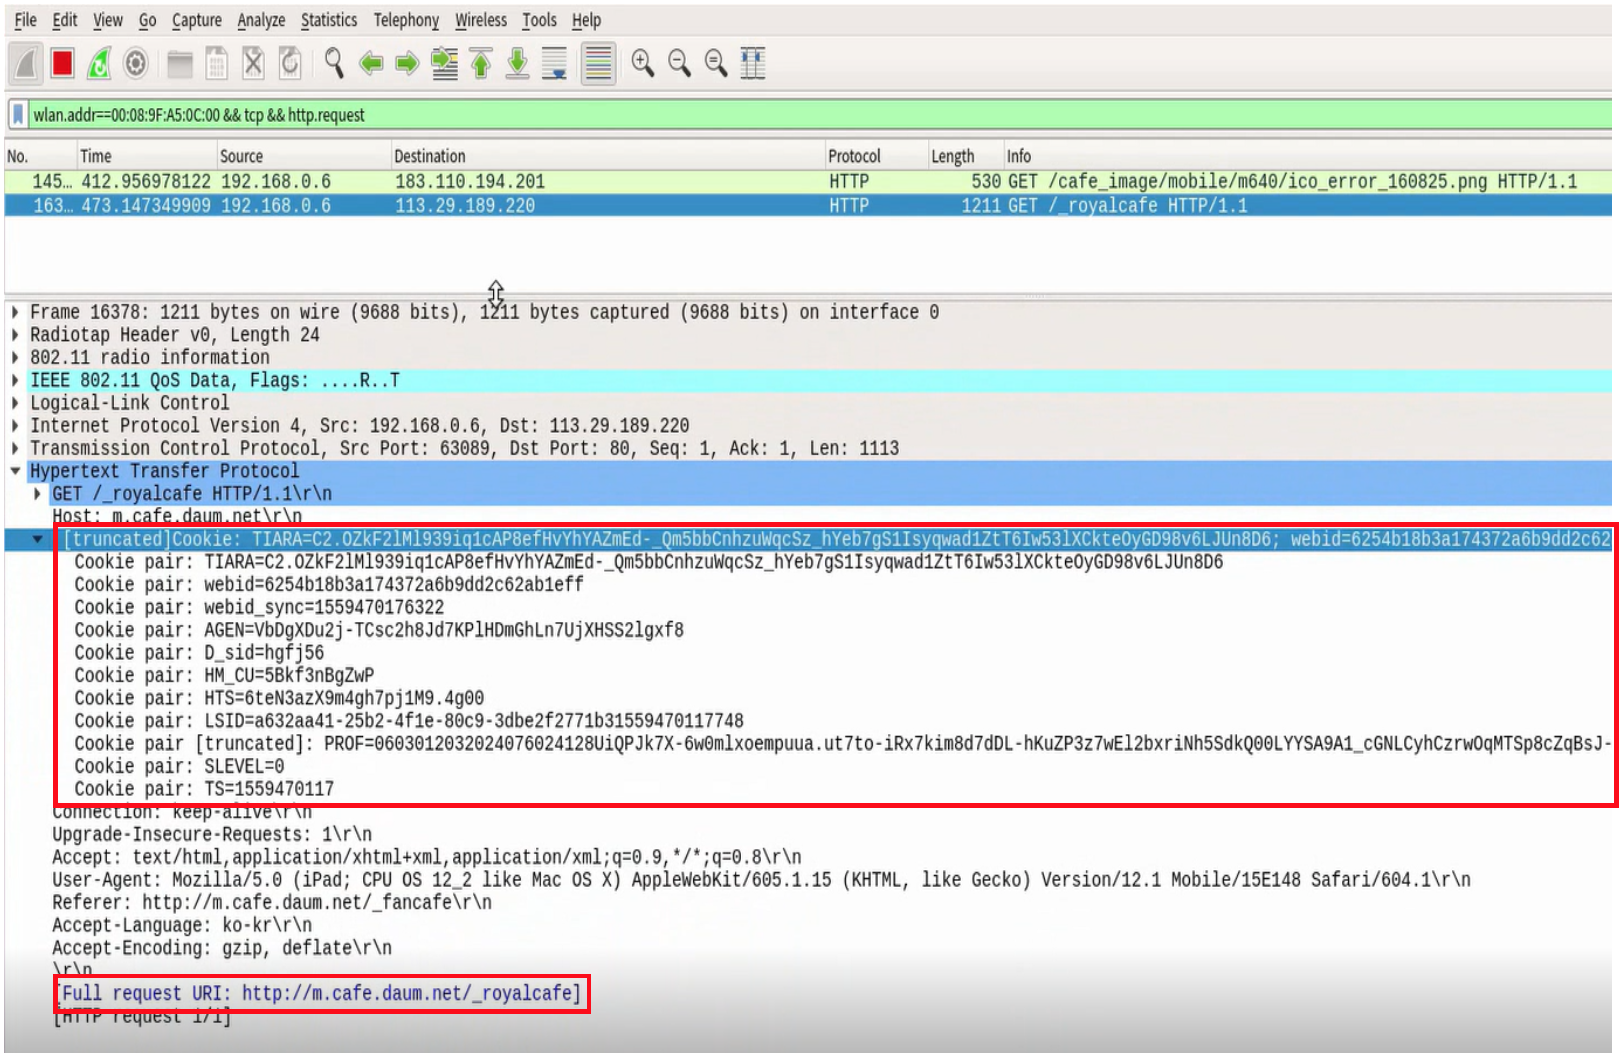 File Edit View Go Capture Analyze Statistics Telephony Wireless Tools Help
wlan.addr==00:08:9F:A5:0C:00 && tcp && http.request
No. Time Source Destination Protocol Length Info
145… 412.956978122 192.168.0.6 183.110.194.201 HTTP 530 GET /cafe_image/mobile/m640/ico_error_160825.png HTTP/1.1
163… 473.147349909 192.168.0.6 113.29.189.220 HTTP 1211 GET /_royalcafe HTTP/1.1
Frame 16378: 1211 bytes on wire (9688 bits), 1211 bytes captured (9688 bits) on interface 0
Radiotap Header v0, Length 24
802.11 radio information
IEEE 802.11 QoS Data, Flags: ....R..T
Logical-Link Control
Internet Protocol Version 4, Src: 192.168.0.6, Dst: 113.29.189.220
Transmission Control Protocol, Src Port: 63089, Dst Port: 80, Seq: 1, Ack: 1, Len: 1113
Hypertext Transfer Protocol
GET /_royalcafe HTTP/1.1\r\n
Host: m.cafe.daum.net\r\n
[truncated]Cookie: TIARA=C2.OZkF2lMl939iq1cAP8efHvYhYAZmEd-_Qm5bbCnhzuWqcSz_hYeb7gS1Isyqwad1ZtT6Iw53lXCkteOyGD98v6LJUn8D6; webid=6254b18b3a174372a6b9dd2c62
Cookie pair: TIARA=C2.OZkF2lMl939iq1cAP8efHvYhYAZmEd-_Qm5bbCnhzuWqcSz_hYeb7gS1Isyqwad1ZtT6Iw53lXCkteOyGD98v6LJUn8D6
Cookie pair: webid=6254b18b3a174372a6b9dd2c62ab1eff
Cookie pair: webid_sync=1559470176322
Cookie pair: AGEN=VbDgXDu2j-TCsc2h8Jd7KPlHDmGhLn7UjXHSS2lgxf8
Cookie pair: D_sid=hgfj56
Cookie pair: HM_CU=5Bkf3nBgZwP
Cookie pair: HTS=6teN3azX9m4gh7pj1M9.4g00
Cookie pair: LSID=a632aa41-25b2-4f1e-80c9-3dbe2f2771b31559470117748
Cookie pair [truncated]: PROF=0603012032024076024128UiQPJk7X-6w0mlxoempuua.ut7to-iRx7kim8d7dDL-hKuZP3z7wEl2bxriNh5SdkQ00LYYSA9A1_cGNLCyhCzrwOqMTSp8cZqBsJ-
Cookie pair: SLEVEL=0
Cookie pair: TS=1559470117
Connection: keep-alive\r\n
Upgrade-Insecure-Requests: 1\r\n
Accept: text/html,application/xhtml+xml,application/xml;q=0.9,*/*;q=0.8\r\n
User-Agent: Mozilla/5.0 (iPad; CPU OS 12_2 like Mac OS X) AppleWebKit/605.1.15 (KHTML, like Gecko) Version/12.1 Mobile/15E148 Safari/604.1\r\n
Referer: http://m.cafe.daum.net/_fancafe\r\n
Accept-Language: ko-kr\r\n
Accept-Encoding: gzip, deflate\r\n
\r\n
[Full request URI: http://m.cafe.daum.net/_royalcafe]
[HTTP request 1/1]